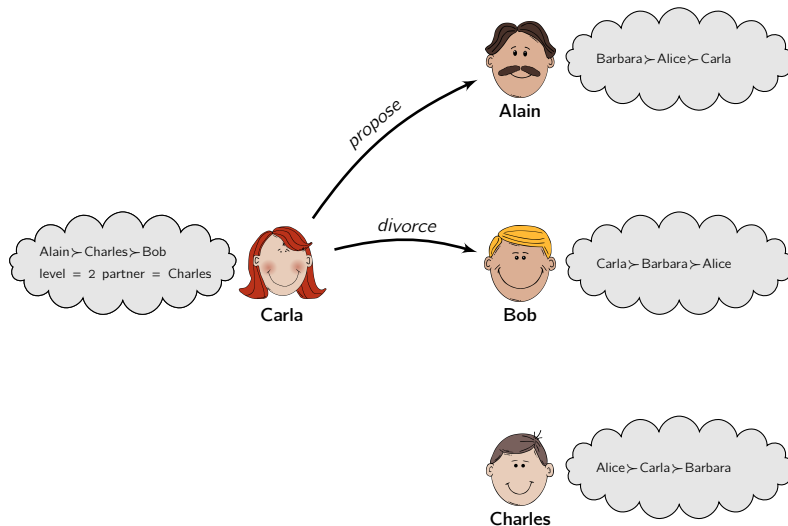 Barbara≻Alice≻Carla
Alain
propose
divorce
Alain≻Charles≻Bob
level = 2 partner = Charles
Carla
Carla≻Barbara≻Alice
Bob
Alice≻Carla≻Barbara
Charles